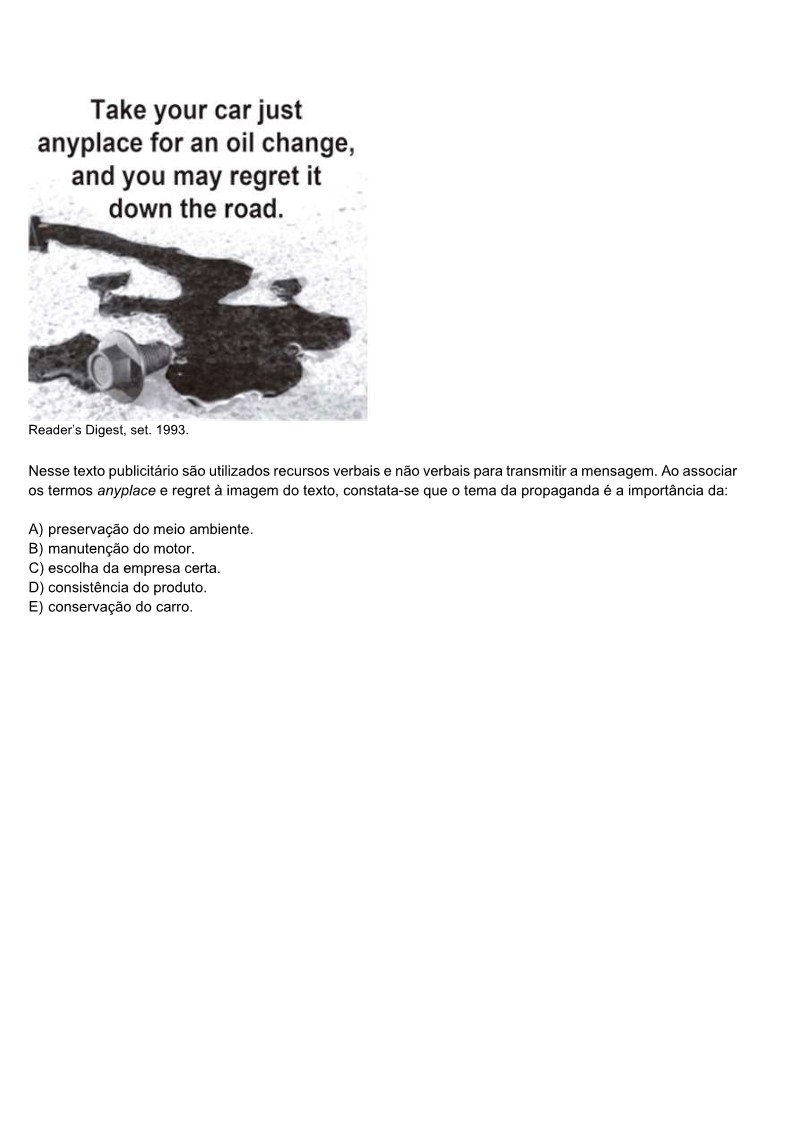 Take your car just
anyplace for an oil change,
and you may regret it
down the road.
Reader's Digest, set. 1993.
Nesse texto publicitário são utilizados recursos verbais e não verbais para transmitir a mensagem. Ao associar
os termos anyplace e regret à imagem do texto, constata-se que o tema da propaganda é a importância da:
A) preservação do meio ambiente.
B) manutenção do motor.
C) escolha da empresa certa.
D) consistência do produto.
E) conservação do carro.